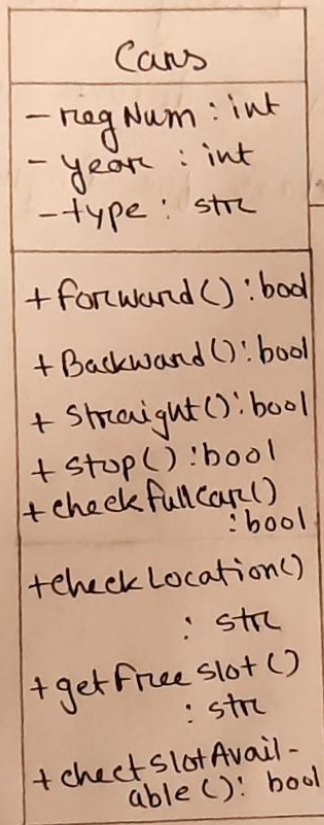 Cars
- regNum : int
- year : int
- type : str
+ forward() : bool
+ Backward() : bool
+ Straight() : bool
+ stop() : bool
+ checkfullCar()
: bool
+ checkLocation()
: str
+ getFreeslot()
: str
+ checkslotAvail-
able() : bool